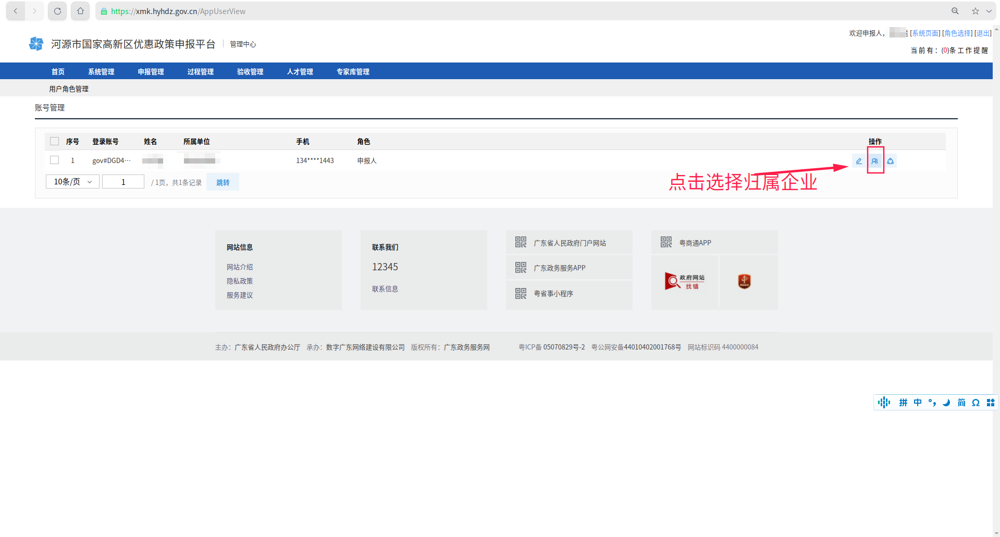 https://xmk.hyhdz.gov.cn/AppUserView
欢迎申报人， [系统页面] [角色选择] [退出]
河源市国家高新区优惠政策申报平台 管理中心
当前有：(0)条工作提醒
首页 系统管理 申报管理 过程管理 验收管理 人才管理 专家库管理
用户角色管理
账号管理
序号 登录账号 姓名 所属单位 手机 角色 操作
1 gov#DGD4··· 134****1443 申报人
10条/页 1 / 1页，共1条记录 跳转
点击选择归属企业
网站信息
网站介绍
隐私政策
服务建议
联系我们
12345
联系信息
广东省人民政府门户网站
广东政务服务APP
粤省事小程序
粤商通APP
政府网站
找错
主办：广东省人民政府办公厅 承办：数字广东网络建设有限公司 版权所有：广东政务服务网 粤ICP备 05070829号-2 粤公网安备44010402001768号 网站标识码 4400000084
拼 中 °, 简 Ω